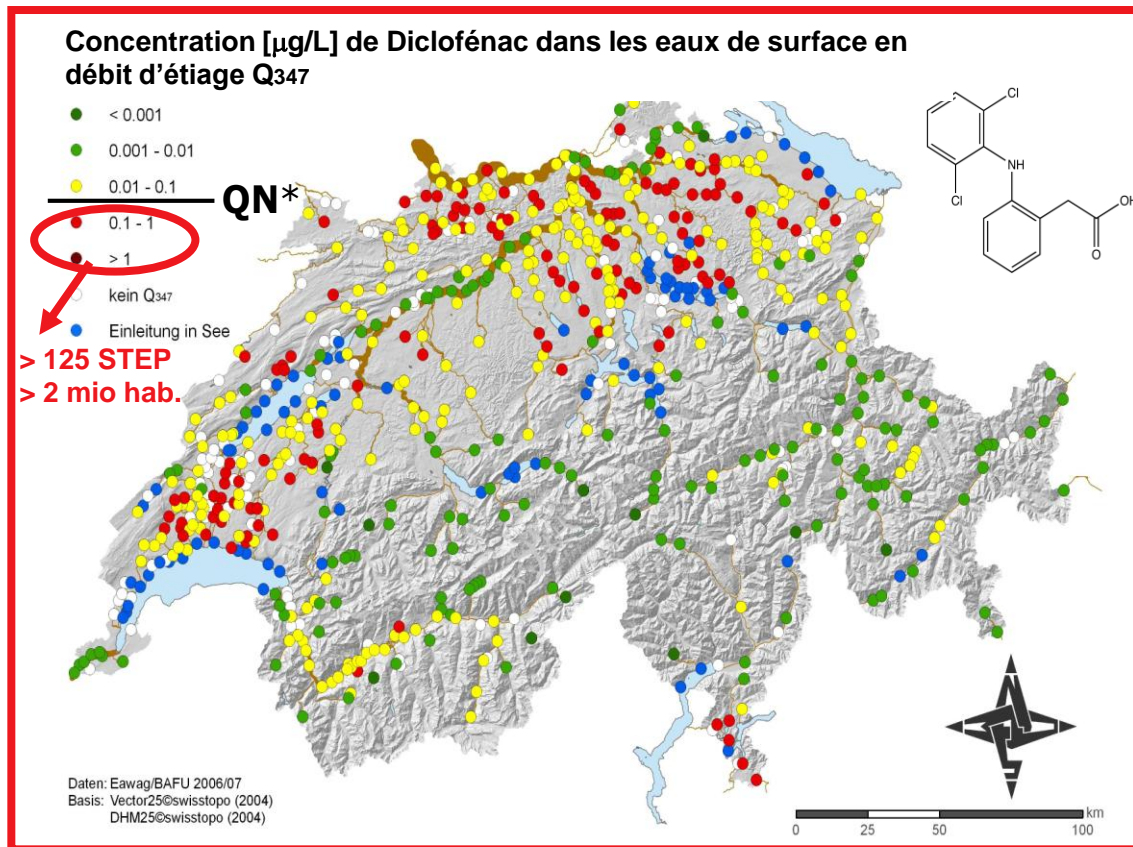 Concentration [µg/L] de Diclofénac dans les eaux de surface en
débit d'étiage Q347
< 0.001
0.001 - 0.01
0.01 - 0.1
QN*
0.1 - 1
> 1
kein Q347
Einleitung in See
> 125 STEP
> 2 mio hab.
Cl
NH
Cl
OH
O
Daten: Eawag/BAFU 2006/07
Basis: Vector25©swisstopo (2004)
DHM25©swisstopo (2004)
km
0 25 50 100